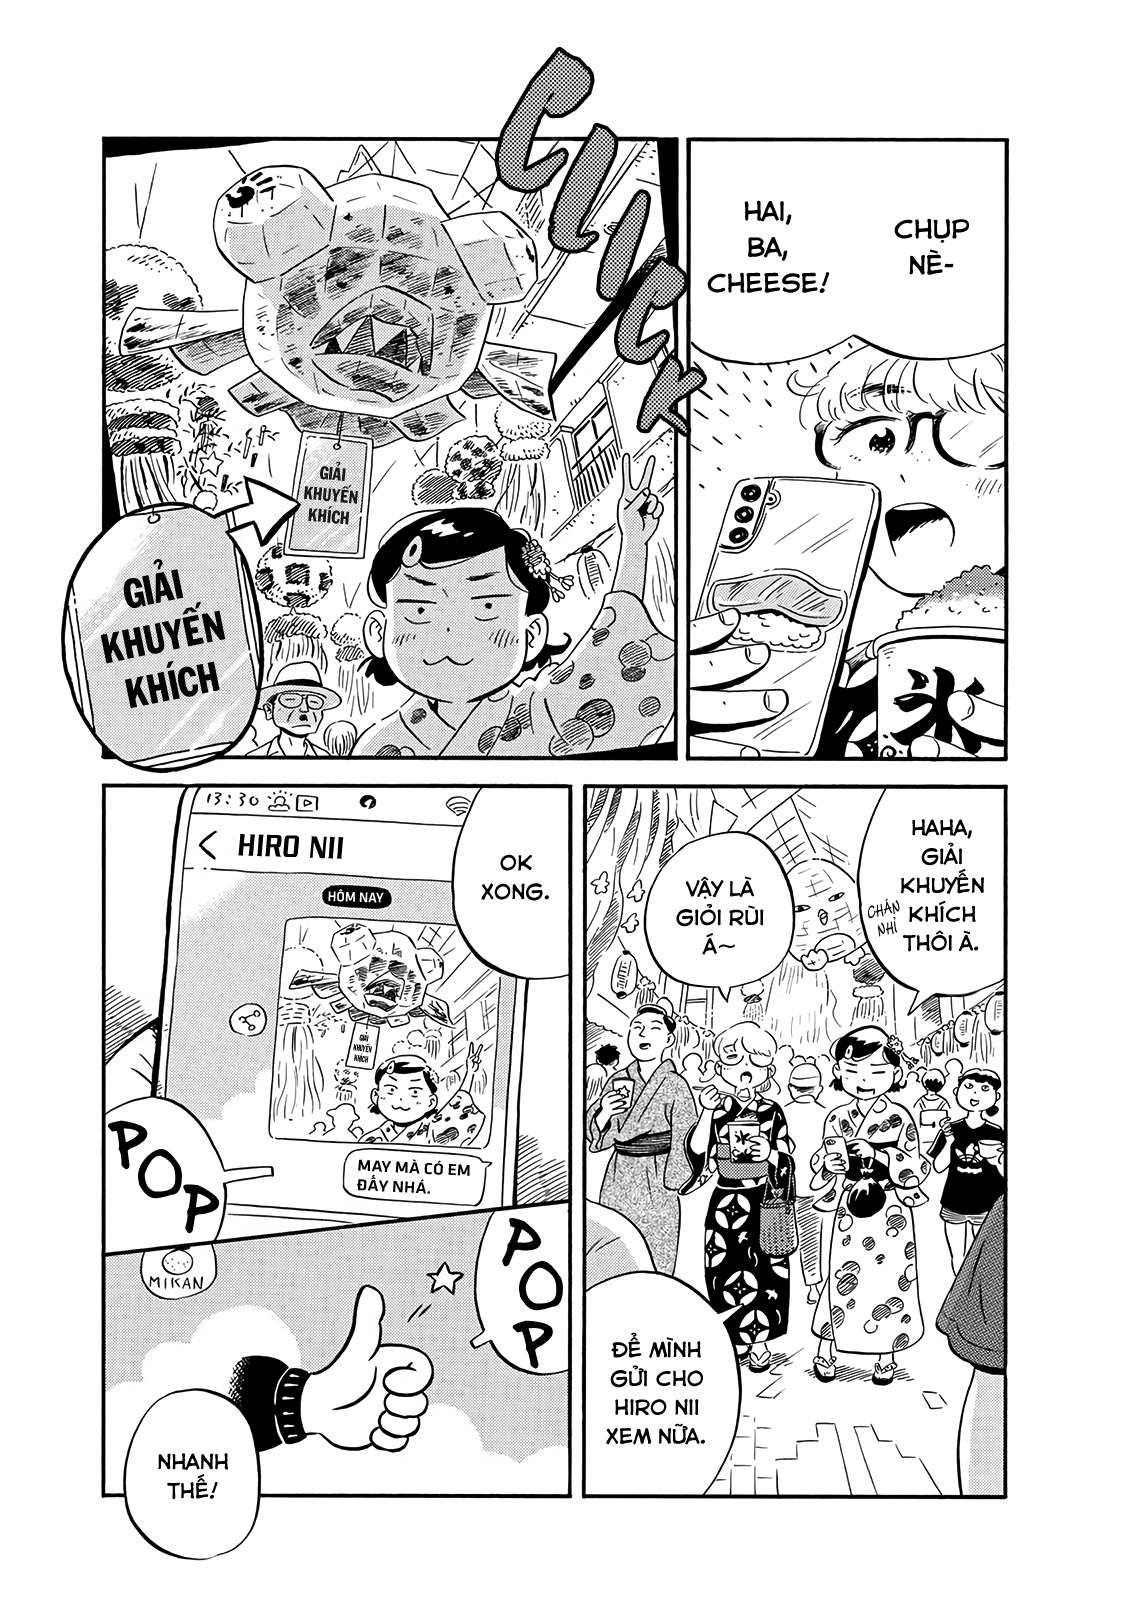 CHỤP
NÈ-
HAI,
BA,
CHEESE!
氷
CLICK
GIẢI
KHUYẾN
KHÍCH
GIẢI
KHUYẾN
KHÍCH
HAHA,
GIẢI
KHUYẾN
KHÍCH
THÔI À.
CHÁN
NHỈ
VẬY LÀ
GIỎI RÙI
Á~
ĐỂ MÌNH
GỬI CHO
HIRO NII
XEM NỮA.
OK
XONG.
13:30
HIRO NII
HÔM NAY
GIẢI
KHUYẾN
KHÍCH
MAY MÀ CÓ EM
ĐẤY NHÁ.
POP
POP
MIKAN
NHANH
THẾ!